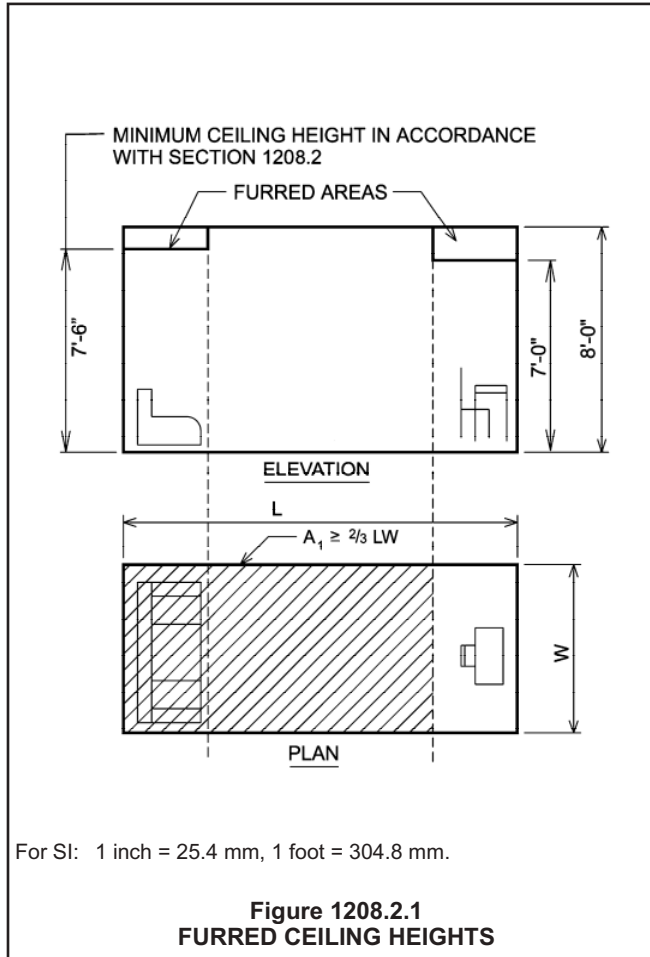 MINIMUM CEILING HEIGHT IN ACCORDANCE
WITH SECTION 1208.2
FURRED AREAS
7'-6"
7'-0"
8'-0"
ELEVATION
L
A₁ ≥ 2/3 LW
W
PLAN
For SI: 1 inch = 25.4 mm, 1 foot = 304.8 mm.
Figure 1208.2.1
FURRED CEILING HEIGHTS